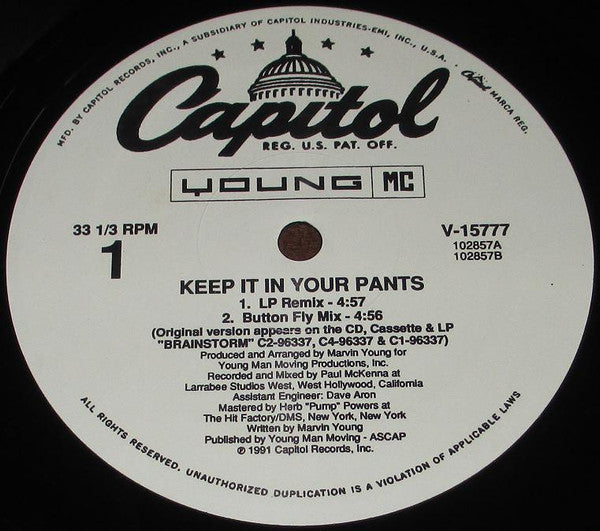 MFD. BY CAPITOL RECORDS, INC., A SUBSIDIARY OF CAPITOL INDUSTRIES-EMI, INC., U.S.A. • Capitol MARCA REG.
Capitol
REG. U.S. PAT. OFF.
YOUNG MC
33 1/3 RPM
1
V-15777
102857A
102857B
KEEP IT IN YOUR PANTS
1. LP Remix - 4:57
2. Button Fly Mix - 4:56
(Original version appears on the CD, Cassette & LP
"BRAINSTORM" C2-96337, C4-96337 & C1-96337)
Produced and Arranged by Marvin Young for
Young Man Moving Productions, Inc.
Recorded and Mixed by Paul McKenna at
Larrabee Studios West, West Hollywood, California
Assistant Engineer: Dave Aron
Mastered by Herb "Pump" Powers at
The Hit Factory/DMS, New York, New York
Written by Marvin Young
Published by Young Man Moving - ASCAP
℗ 1991 Capitol Records, Inc.
ALL RIGHTS RESERVED. UNAUTHORIZED DUPLICATION IS A VIOLATION OF APPLICABLE LAWS